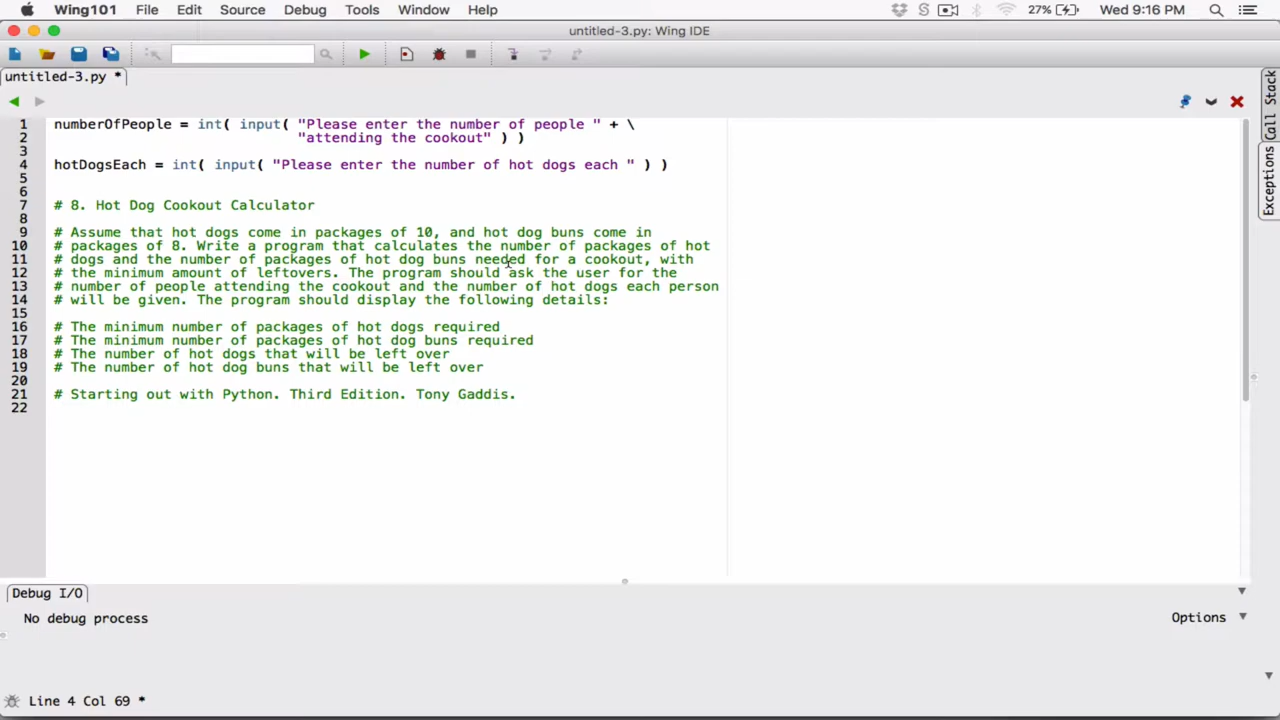 Wing101 File Edit Source Debug Tools Window Help 27% Wed 9:16 PM
untitled-3.py: Wing IDE
untitled-3.py *
1 numberOfPeople = int( input( "Please enter the number of people " + \
2 "attending the cookout" ) )
3
4 hotDogsEach = int( input( "Please enter the number of hot dogs each " ) )
5
6
7 # 8. Hot Dog Cookout Calculator
8
9 # Assume that hot dogs come in packages of 10, and hot dog buns come in
10 # packages of 8. Write a program that calculates the number of packages of hot
11 # dogs and the number of packages of hot dog buns needed for a cookout, with
12 # the minimum amount of leftovers. The program should ask the user for the
13 # number of people attending the cookout and the number of hot dogs each person
14 # will be given. The program should display the following details:
15
16 # The minimum number of packages of hot dogs required
17 # The minimum number of packages of hot dog buns required
18 # The number of hot dogs that will be left over
19 # The number of hot dog buns that will be left over
20
21 # Starting out with Python. Third Edition. Tony Gaddis.
22
Call Stack
Exceptions
Debug I/O
No debug process
Options
Line 4 Col 69 *